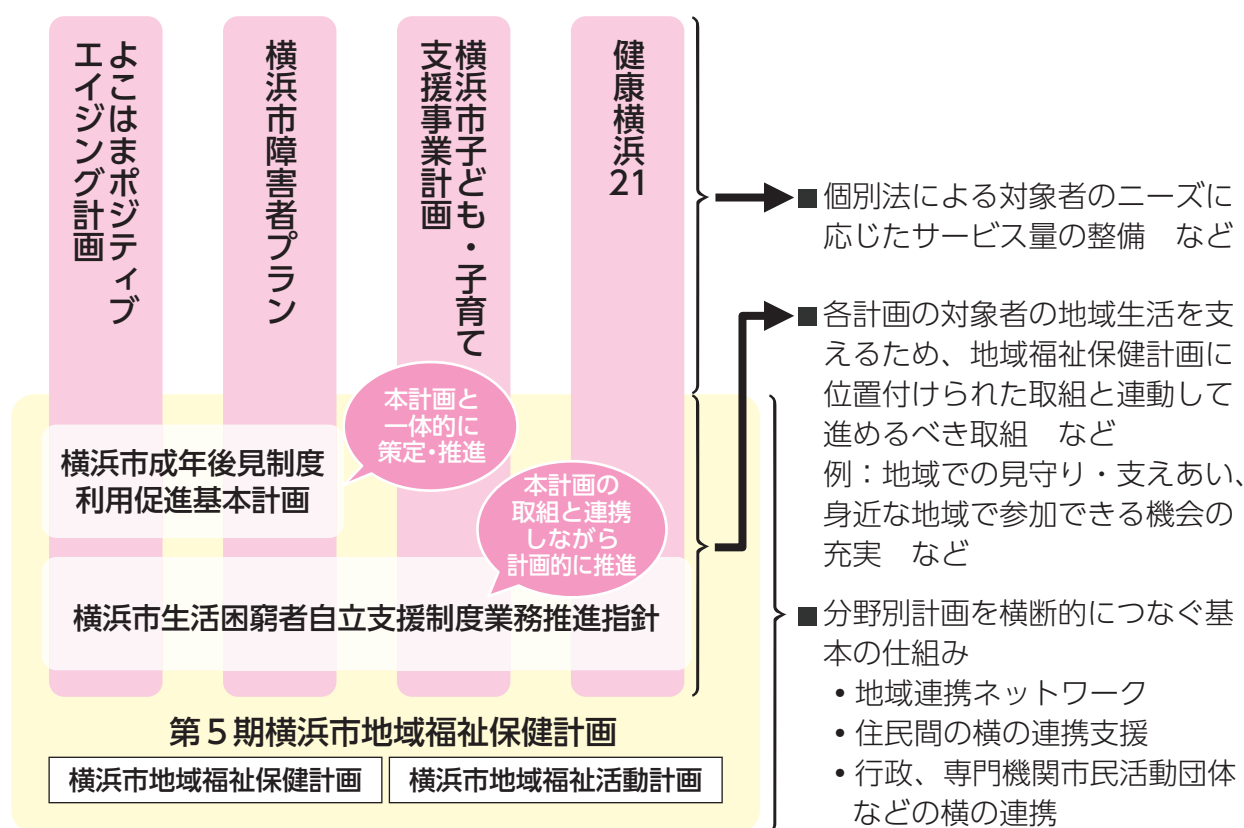 よこはまポジティブ
エイジング計画
横浜市障害者プラン
横浜市子ども・子育て
支援事業計画
健康横浜21
■個別法による対象者のニーズに
応じたサービス量の整備　など
■各計画の対象者の地域生活を支
えるため、地域福祉保健計画に
位置付けられた取組と連動して
進めるべき取組　など
例：地域での見守り・支えあい、
身近な地域で参加できる機会の
充実　など
本計画と
一体的に
策定・推進
横浜市成年後見制度
利用促進基本計画
本計画の
取組と連携
しながら
計画的に推進
横浜市生活困窮者自立支援制度業務推進指針
■分野別計画を横断的につなぐ基
本の仕組み
•地域連携ネットワーク
•住民間の横の連携支援
•行政、専門機関市民活動団体
などの横の連携
第５期横浜市地域福祉保健計画
横浜市地域福祉保健計画
横浜市地域福祉活動計画